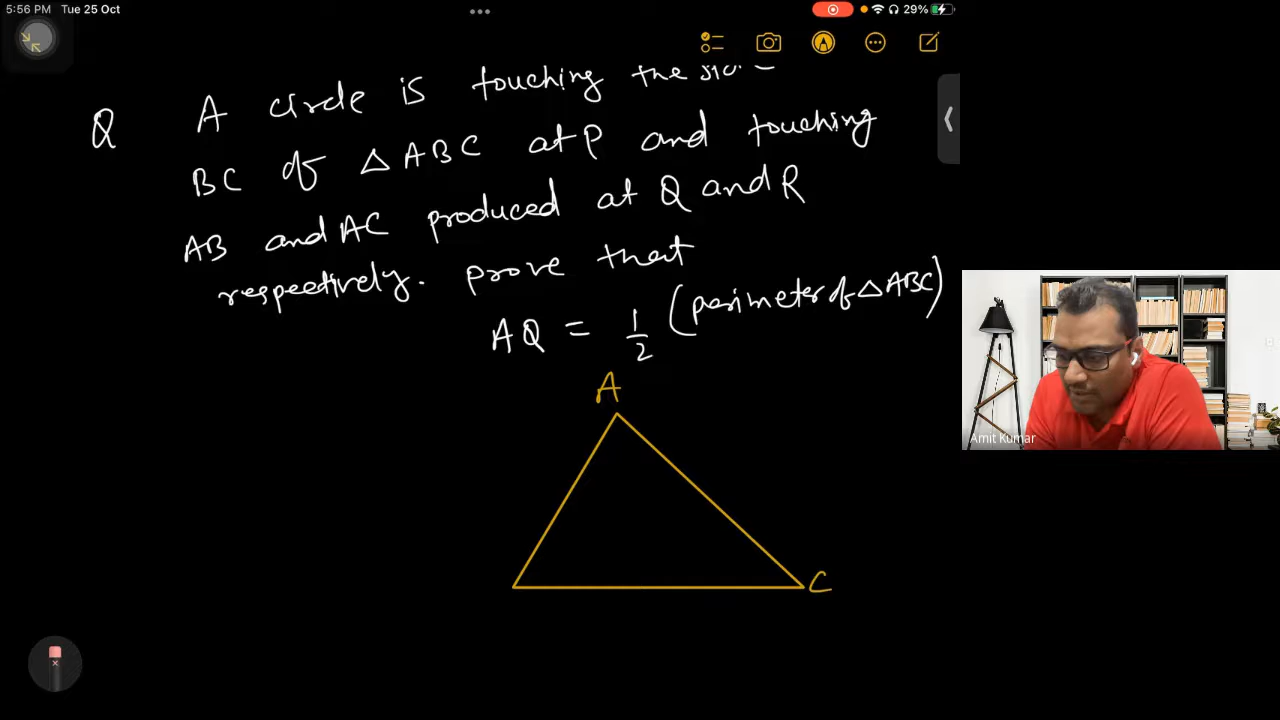 5:56 PM Tue 25 Oct
29%
Q A circle is touching the
BC of △ ABC at P and touching
AB and AC produced at Q and R
respectively. prove that
AQ = 1/2 (perimeter of △ ABC)
A
C
Amit Kumar